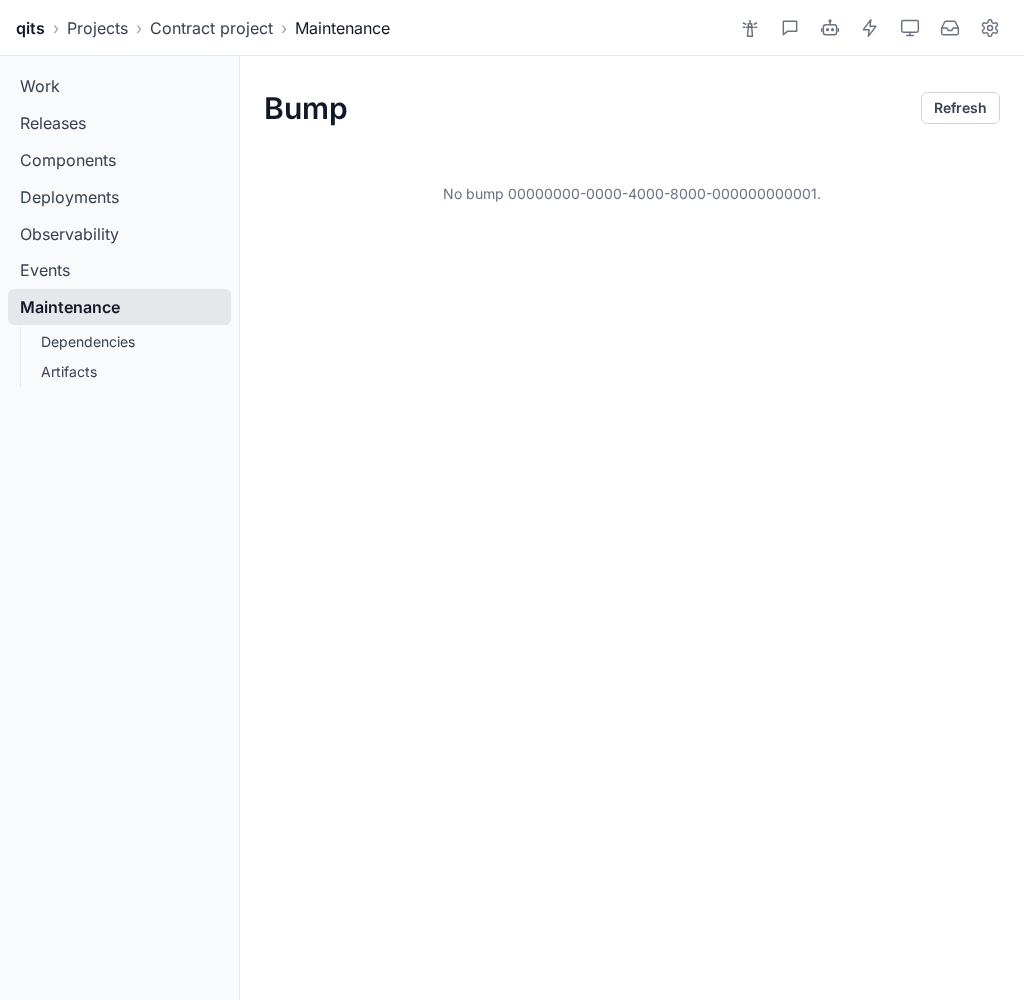 qits › Projects › Contract project › Maintenance
Work
Releases
Components
Deployments
Observability
Events
Maintenance
Dependencies
Artifacts
Bump
Refresh
No bump 00000000-0000-4000-8000-000000000001.